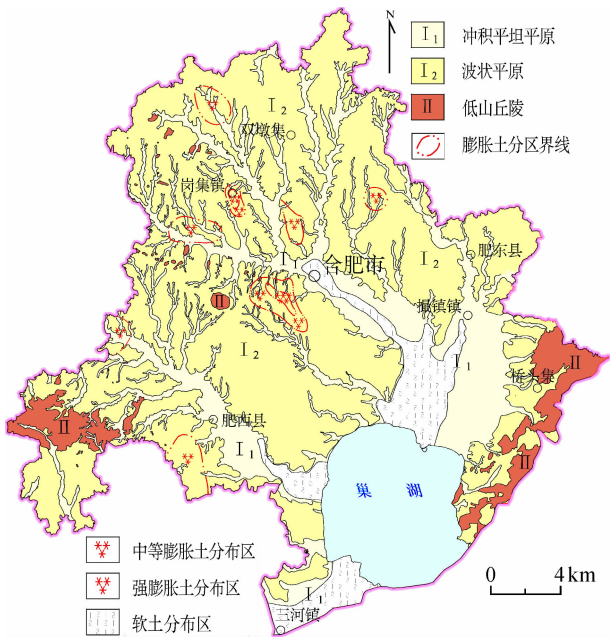 N
I₁ 冲积平坦平原
I₂ 波状平原
II 低山丘陵
膨胀土分区界线
I₂
双墩集
岗集镇
I₁
合肥市
I₂
肥东县
撮镇镇
II
I₂
I₁
II
桥头集
II
肥西县
I₁
II
巢湖
中等膨胀土分布区
强膨胀土分布区
软土分布区
I₁
三河镇
0 4 km